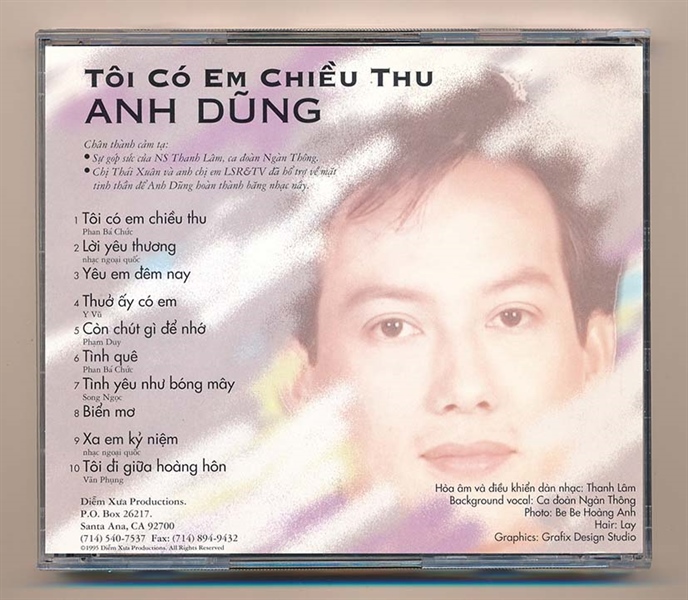 TÔI CÓ EM CHIỀU THU
ANH DŨNG
Chân thành cảm tạ:
● Sự góp sức của NS Thanh Lâm, ca đoàn Ngàn Thông.
● Chị Thái Xuân và anh chị em LSR&TV đã hổ trợ về mặt
tinh thần để Anh Dũng hoàn thành băng nhạc nầy.
1 Tôi có em chiều thu
Phan Bá Chức
2 Lời yêu thương
nhạc ngoại quốc
3 Yêu em đêm nay
4 Thuở ấy có em
Y Vũ
5 Còn chút gì để nhớ
Phạm Duy
6 Tình quê
Phan Bá Chức
7 Tình yêu như bóng mây
Song Ngọc
8 Biển mơ
9 Xa em kỷ niệm
nhạc ngoại quốc
10 Tôi đi giữa hoàng hôn
Văn Phụng
Diễm Xưa Productions.
P.O. Box 26217.
Santa Ana, CA 92700
(714) 540-7537 Fax: (714) 894-9432
©1995 Diễm Xưa Productions. All Rights Reserved
Hòa âm và điều khiển dàn nhạc: Thanh Lâm
Background vocal: Ca đoàn Ngàn Thông
Photo: Be Be Hoàng Anh
Hair: Lay
Graphics: Grafix Design Studio